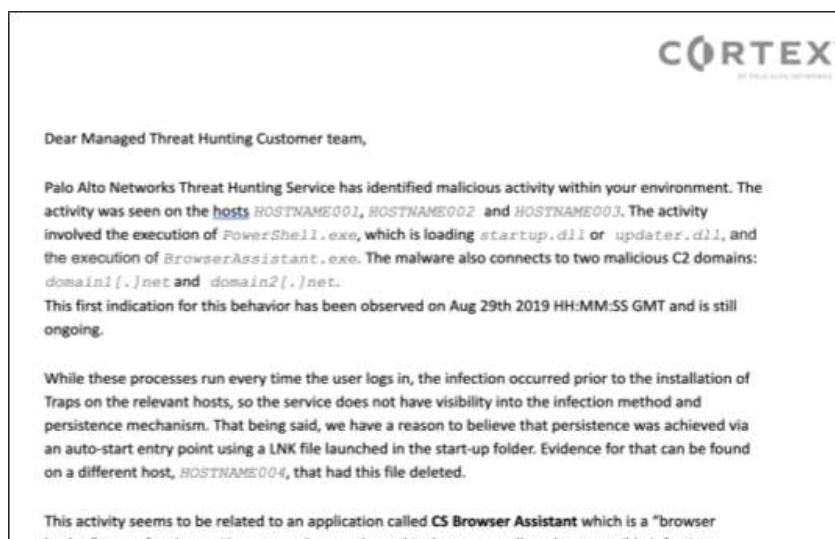 CORTEX
BY PALO ALTO NETWORKS
Dear Managed Threat Hunting Customer team,
Palo Alto Networks Threat Hunting Service has identified malicious activity within your environment. The
activity was seen on the hosts HOSTNAME001, HOSTNAME002 and HOSTNAME003. The activity
involved the execution of PowerShell.exe, which is loading startup.dll or updater.dll, and
the execution of BrowserAssistant.exe. The malware also connects to two malicious C2 domains:
domain1[.]net and domain2[.]net.
This first indication for this behavior has been observed on Aug 29th 2019 HH:MM:SS GMT and is still
ongoing.
While these processes run every time the user logs in, the infection occurred prior to the installation of
Traps on the relevant hosts, so the service does not have visibility into the infection method and
persistence mechanism. That being said, we have a reason to believe that persistence was achieved via
an auto-start entry point using a LNK file launched in the start-up folder. Evidence for that can be found
on a different host, HOSTNAME004, that had this file deleted.
This activity seems to be related to an application called CS Browser Assistant which is a "browser